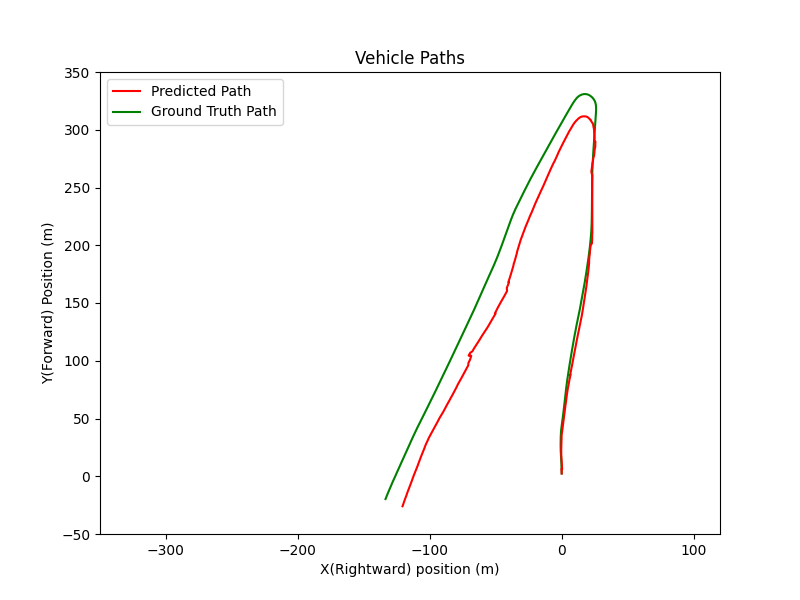 Vehicle Paths
Predicted Path
Ground Truth Path
350
300
250
200
150
100
50
0
−50
Y(Forward) Position (m)
−300
−200
−100
0
100
X(Rightward) position (m)